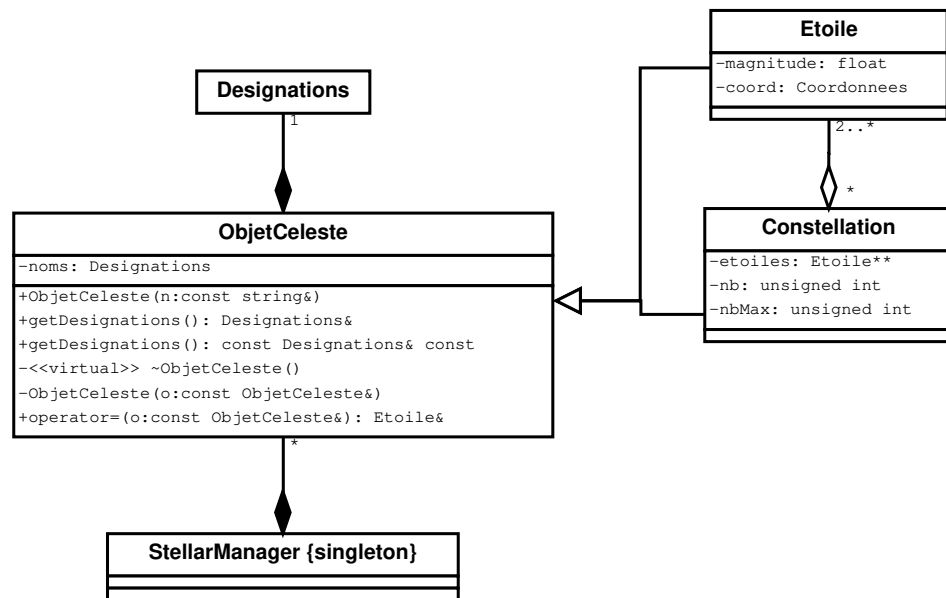 Etoile
-magnitude: float
-coord: Coordonnees
Designations
1
2..*
*
ObjetCeleste
-noms: Designations
+ObjetCeleste(n:const string&)
+getDesignations(): Designations&
+getDesignations(): const Designations& const
-<<virtual>> ~ObjetCeleste()
-ObjetCeleste(o:const ObjetCeleste&)
+operator=(o:const ObjetCeleste&): Etoile&
Constellation
-etoiles: Etoile**
-nb: unsigned int
-nbMax: unsigned int
*
StellarManager {singleton}